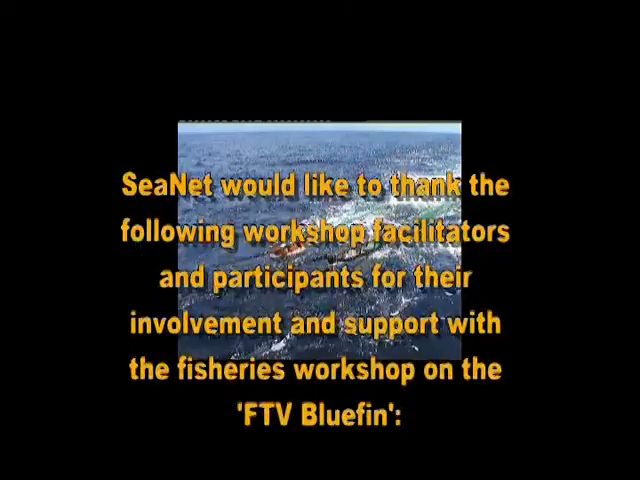 SeaNet would like to thank the
following workshop facilitators
and participants for their
involvement and support with
the fisheries workshop on the
'FTV Bluefin':